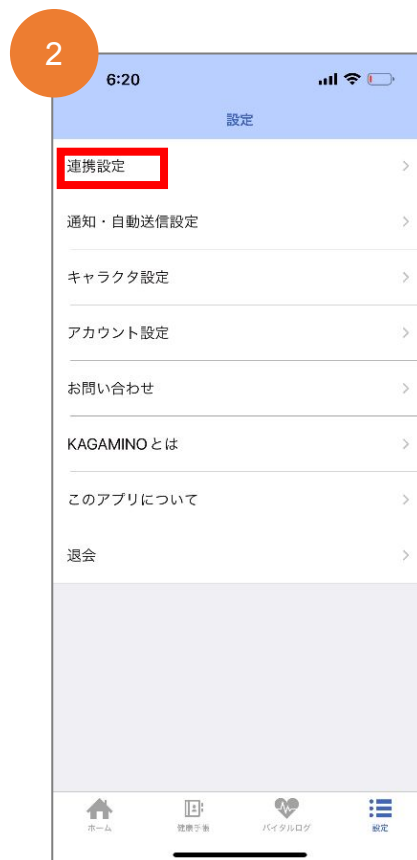 2
6:20
設定
連携設定
通知・自動送信設定
キャラクタ設定
アカウント設定
お問い合わせ
KAGAMINOとは
このアプリについて
退会
ホーム
健康手帳
バイタルログ
設定